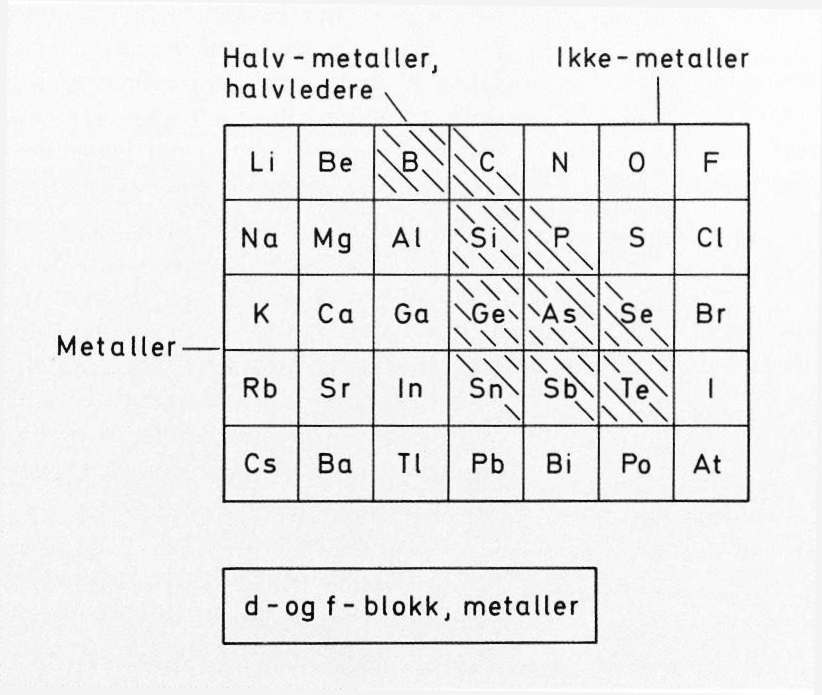 Halv-metaller,
halvledere
Ikke-metaller
Li Be B C N O F
Na Mg Al Si P S Cl
K Ca Ga Ge As Se Br
Metaller
Rb Sr In Sn Sb Te I
Cs Ba Tl Pb Bi Po At
d-og f-blokk, metaller